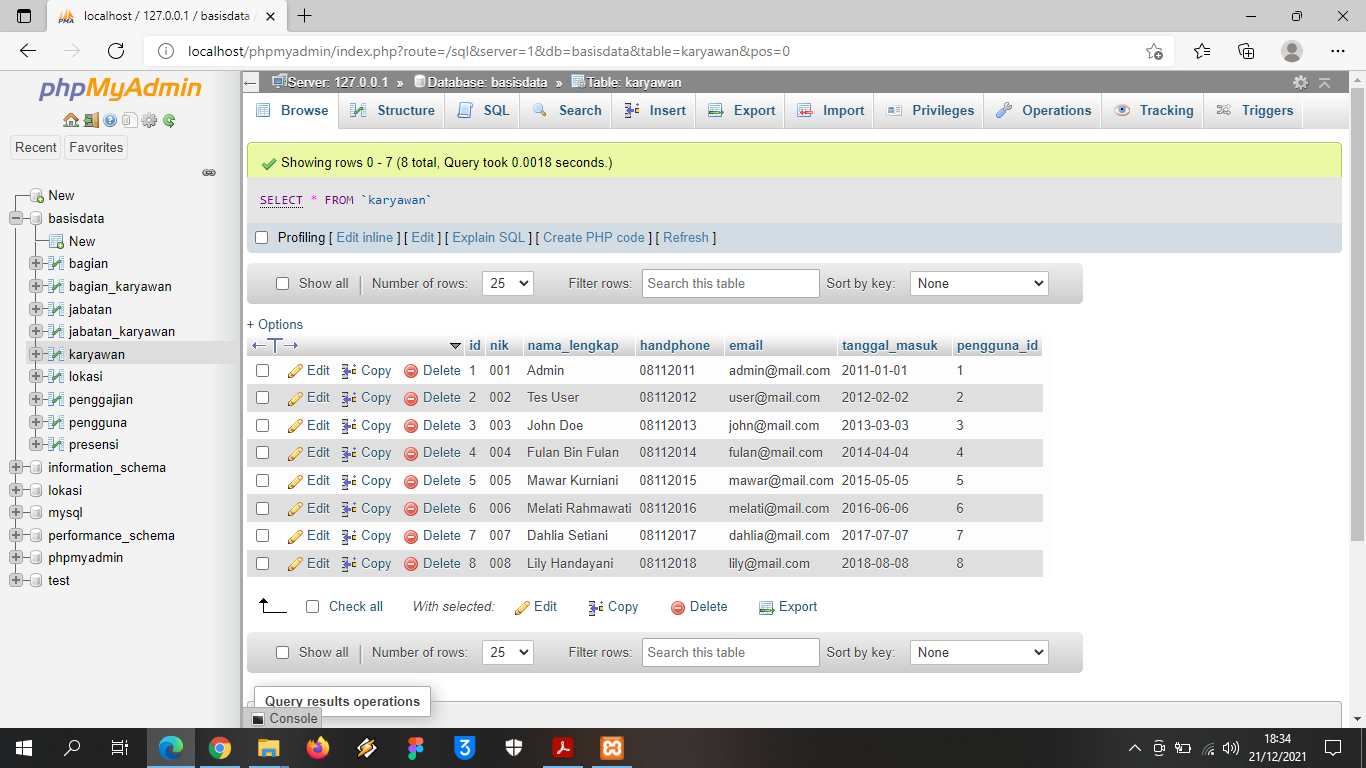 localhost / 127.0.0.1 / basisdata
localhost/phpmyadmin/index.php?route=/sql&server=1&db=basisdata&table=karyawan&pos=0
phpMyAdmin
Recent Favorites
New
basisdata
New
bagian
bagian_karyawan
jabatan
jabatan_karyawan
karyawan
lokasi
penggajian
pengguna
presensi
information_schema
lokasi
mysql
performance_schema
phpmyadmin
test
Server: 127.0.0.1 » Database: basisdata » Table: karyawan
Browse Structure SQL Search Insert Export Import Privileges Operations Tracking Triggers
Showing rows 0 - 7 (8 total, Query took 0.0018 seconds.)
SELECT * FROM `karyawan`
Profiling [ Edit inline ] [ Edit ] [ Explain SQL ] [ Create PHP code ] [ Refresh ]
Show all Number of rows: 25 Filter rows: Search this table Sort by key: None
+ Options
←T→ id nik nama_lengkap handphone email tanggal_masuk pengguna_id
Edit Copy Delete 1 001 Admin 08112011 admin@mail.com 2011-01-01 1
Edit Copy Delete 2 002 Tes User 08112012 user@mail.com 2012-02-02 2
Edit Copy Delete 3 003 John Doe 08112013 john@mail.com 2013-03-03 3
Edit Copy Delete 4 004 Fulan Bin Fulan 08112014 fulan@mail.com 2014-04-04 4
Edit Copy Delete 5 005 Mawar Kurniani 08112015 mawar@mail.com 2015-05-05 5
Edit Copy Delete 6 006 Melati Rahmawati 08112016 melati@mail.com 2016-06-06 6
Edit Copy Delete 7 007 Dahlia Setiani 08112017 dahlia@mail.com 2017-07-07 7
Edit Copy Delete 8 008 Lily Handayani 08112018 lily@mail.com 2018-08-08 8
Check all With selected: Edit Copy Delete Export
Show all Number of rows: 25 Filter rows: Search this table Sort by key: None
Query results operations
Console
18:34
21/12/2021